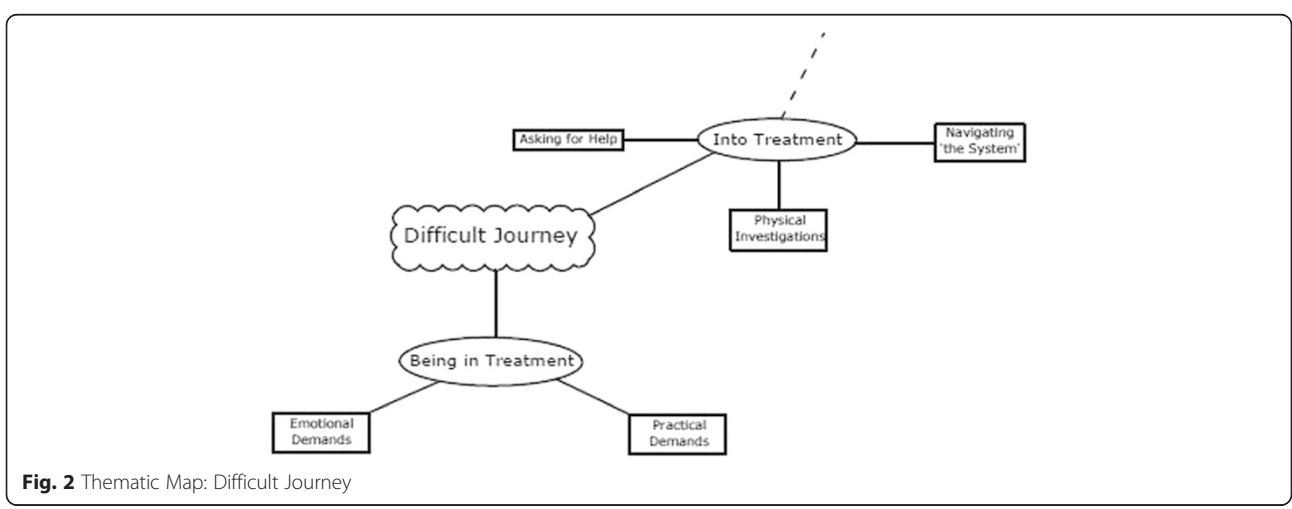 Asking for Help
Into Treatment
Navigating
'the System'
Physical
Investigations
Difficult Journey
Being in Treatment
Emotional
Demands
Practical
Demands
Fig. 2 Thematic Map: Difficult Journey